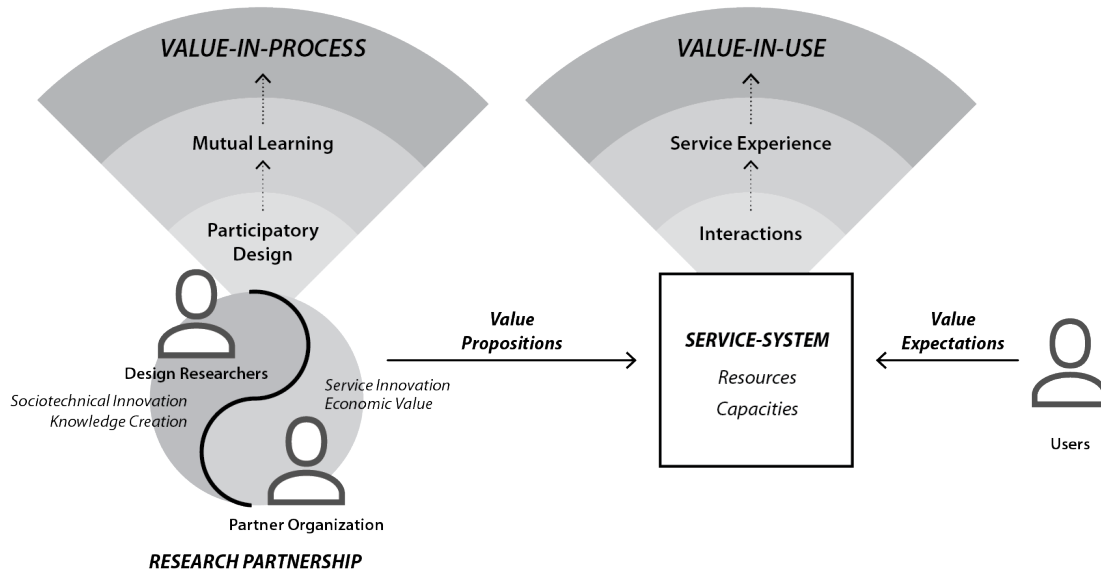 VALUE-IN-PROCESS
Mutual Learning
Participatory
Design
Design Researchers
Sociotechnical Innovation
Knowledge Creation
Service Innovation
Economic Value
Partner Organization
RESEARCH PARTNERSHIP
Value
Propositions
VALUE-IN-USE
Service Experience
Interactions
SERVICE-SYSTEM
Resources
Capacities
Value
Expectations
Users